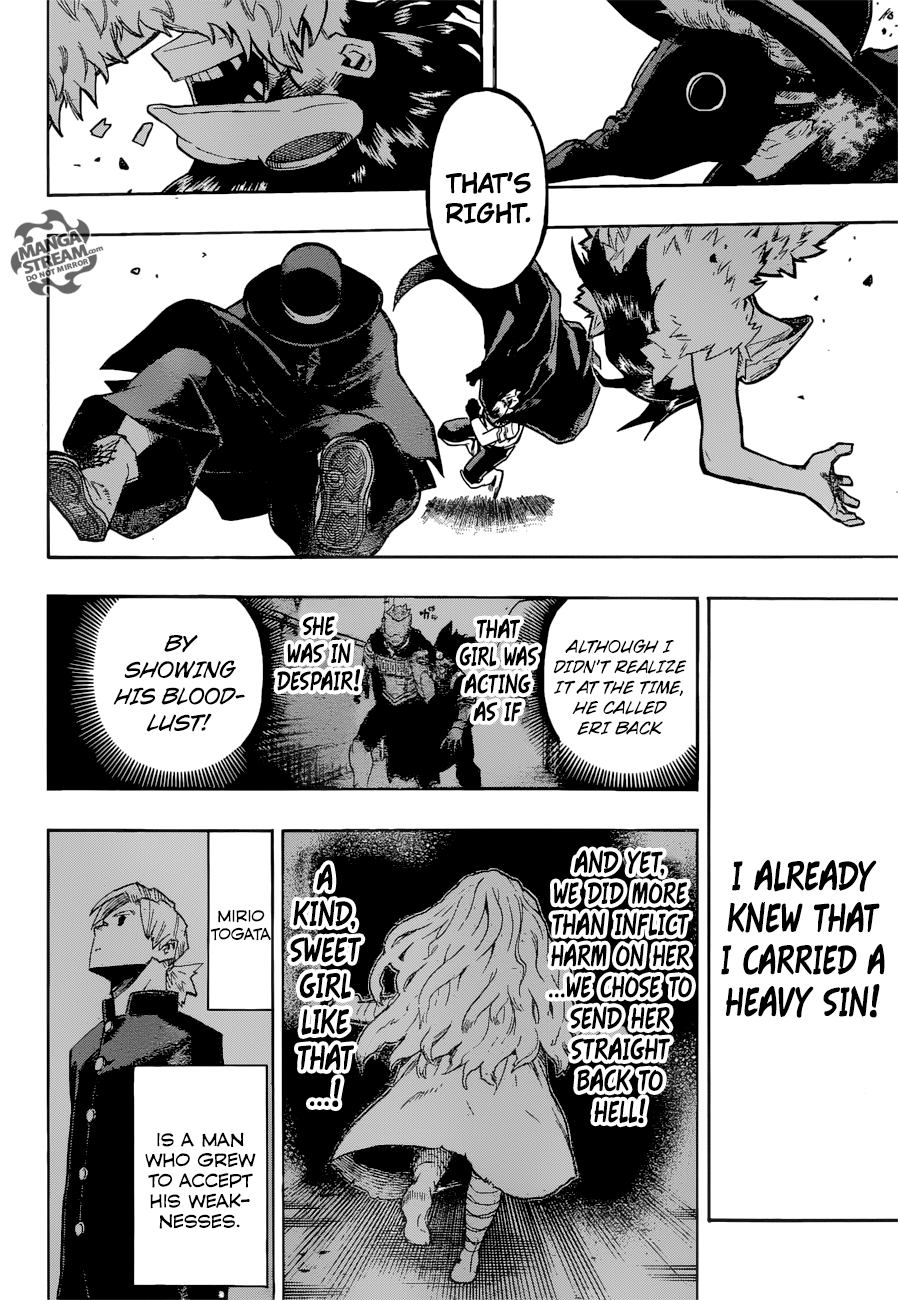 THAT'S
RIGHT.
MANGA
STREAM.com
DO NOT MIRROR
I ALREADY
KNEW THAT
I CARRIED A
HEAVY SIN!
ALTHOUGH I
DIDN'T REALIZE
IT AT THE TIME,
HE CALLED
ERI BACK
THAT
GIRL WAS
ACTING
AS IF
SHE
WAS IN
DESPAIR!
BY
SHOWING
HIS BLOOD-
LUST!
AND YET,
WE DID MORE
THAN INFLICT
HARM ON HER
...WE CHOSE TO
SEND HER
STRAIGHT
BACK TO
HELL!
A
KIND,
SWEET
GIRL
LIKE
THAT
...!
MIRIO
TOGATA
IS A MAN
WHO GREW
TO ACCEPT
HIS WEAK-
NESSES.